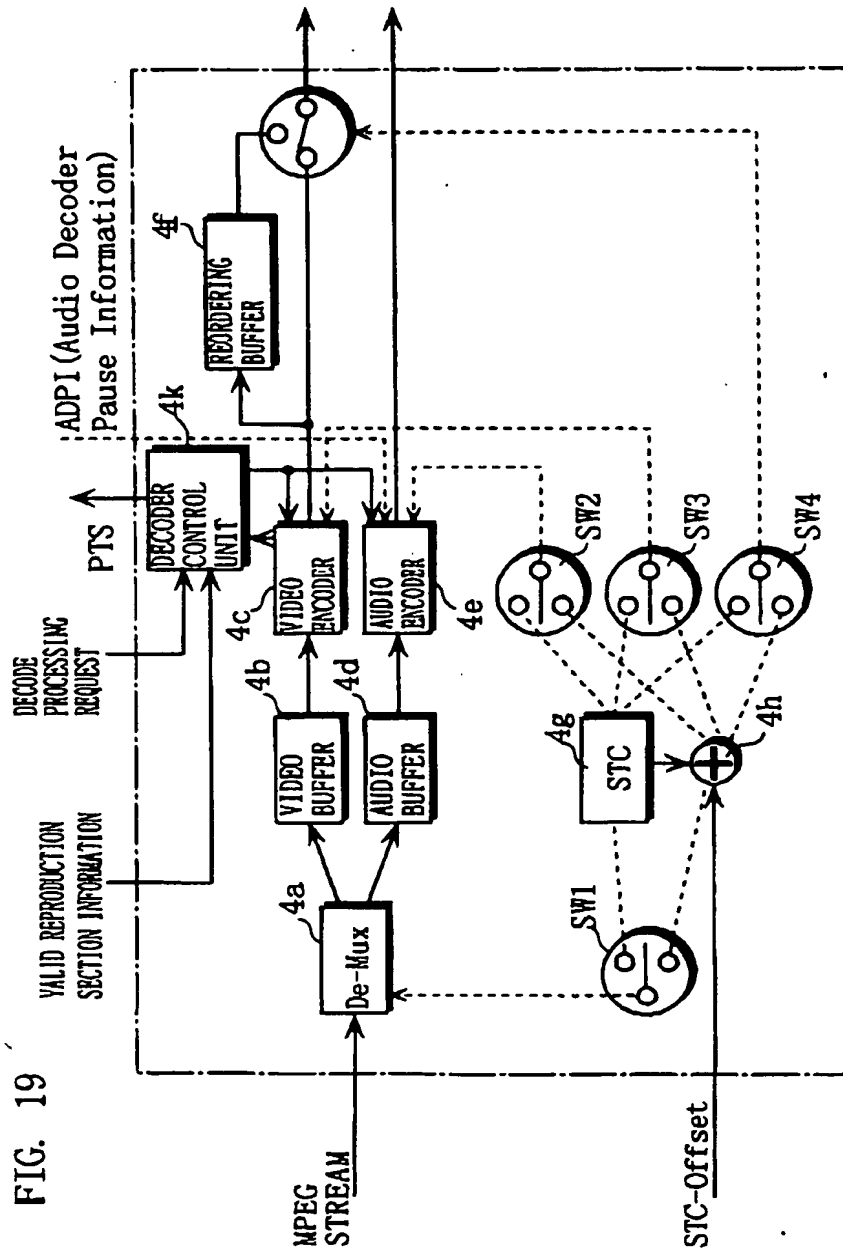 FIG. 19
VALID REPRODUCTION
SECTION INFORMATION
DECODE
PROCESSING
REQUEST
PTS
ADPI(Audio Decoder
Pause Information)
4k
DECODER
CONTROL
UNIT
4f
REORDERING
BUFFER
MPEG
STREAM
4a
De-Mux
4b
VIDEO
BUFFER
4c
VIDEO
ENCODER
4d
AUDIO
BUFFER
AUDIO
ENCODER
4e
SW1
4g
STC
4h
SW2
SW3
SW4
STC-Offset